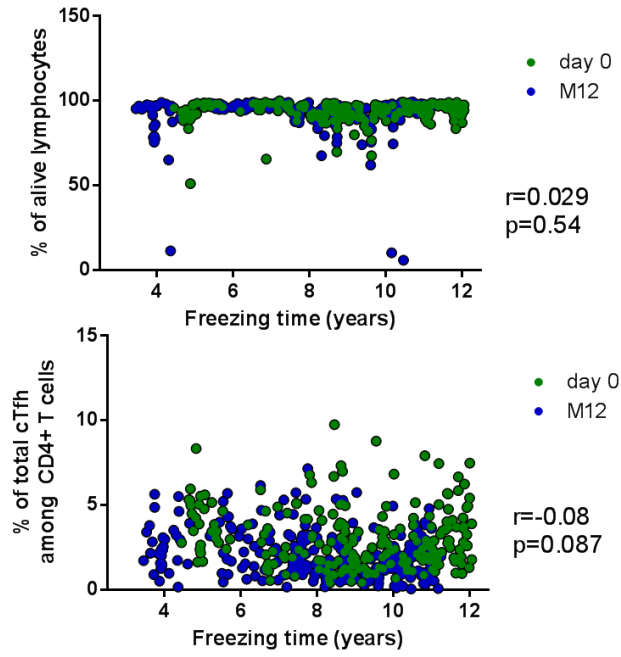 150
100
50
0
% of alive lymphocytes
4 6 8 10 12
Freezing time (years)
day 0
M12
r=0.029
p=0.54
15
10
5
0
% of total cTfh
among CD4+ T cells
4 6 8 10 12
Freezing time (years)
day 0
M12
r=-0.08
p=0.087